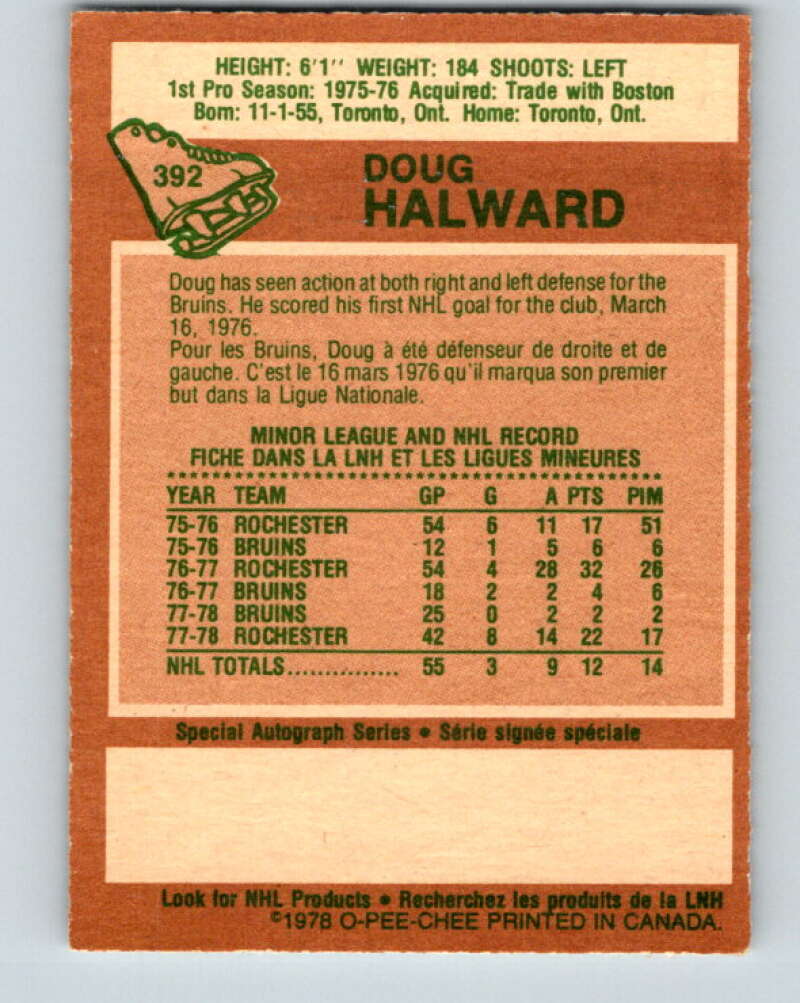 HEIGHT: 6'1'' WEIGHT: 184 SHOOTS: LEFT
1st Pro Season: 1975-76 Acquired: Trade with Boston
Born: 11-1-55, Toronto, Ont. Home: Toronto, Ont.
392
DOUG
HALWARD
Doug has seen action at both right and left defense for the
Bruins. He scored his first NHL goal for the club, March
16, 1976.
Pour les Bruins, Doug à été défenseur de droite et de
gauche. C'est le 16 mars 1976 qu'il marqua son premier
but dans la Ligue Nationale.
MINOR LEAGUE AND NHL RECORD
FICHE DANS LA LNH ET LES LIGUES MINEURES
YEAR TEAM GP G A PTS PIM
75-76 ROCHESTER 54 6 11 17 51
75-76 BRUINS 12 1 5 6 6
76-77 ROCHESTER 54 4 28 32 26
76-77 BRUINS 18 2 2 4 6
77-78 BRUINS 25 0 2 2 2
77-78 ROCHESTER 42 8 14 22 17
NHL TOTALS............... 55 3 9 12 14
Special Autograph Series • Série signée spéciale
Look for NHL Products • Recherchez les produits de la LNH
©1978 O-PEE-CHEE PRINTED IN CANADA.